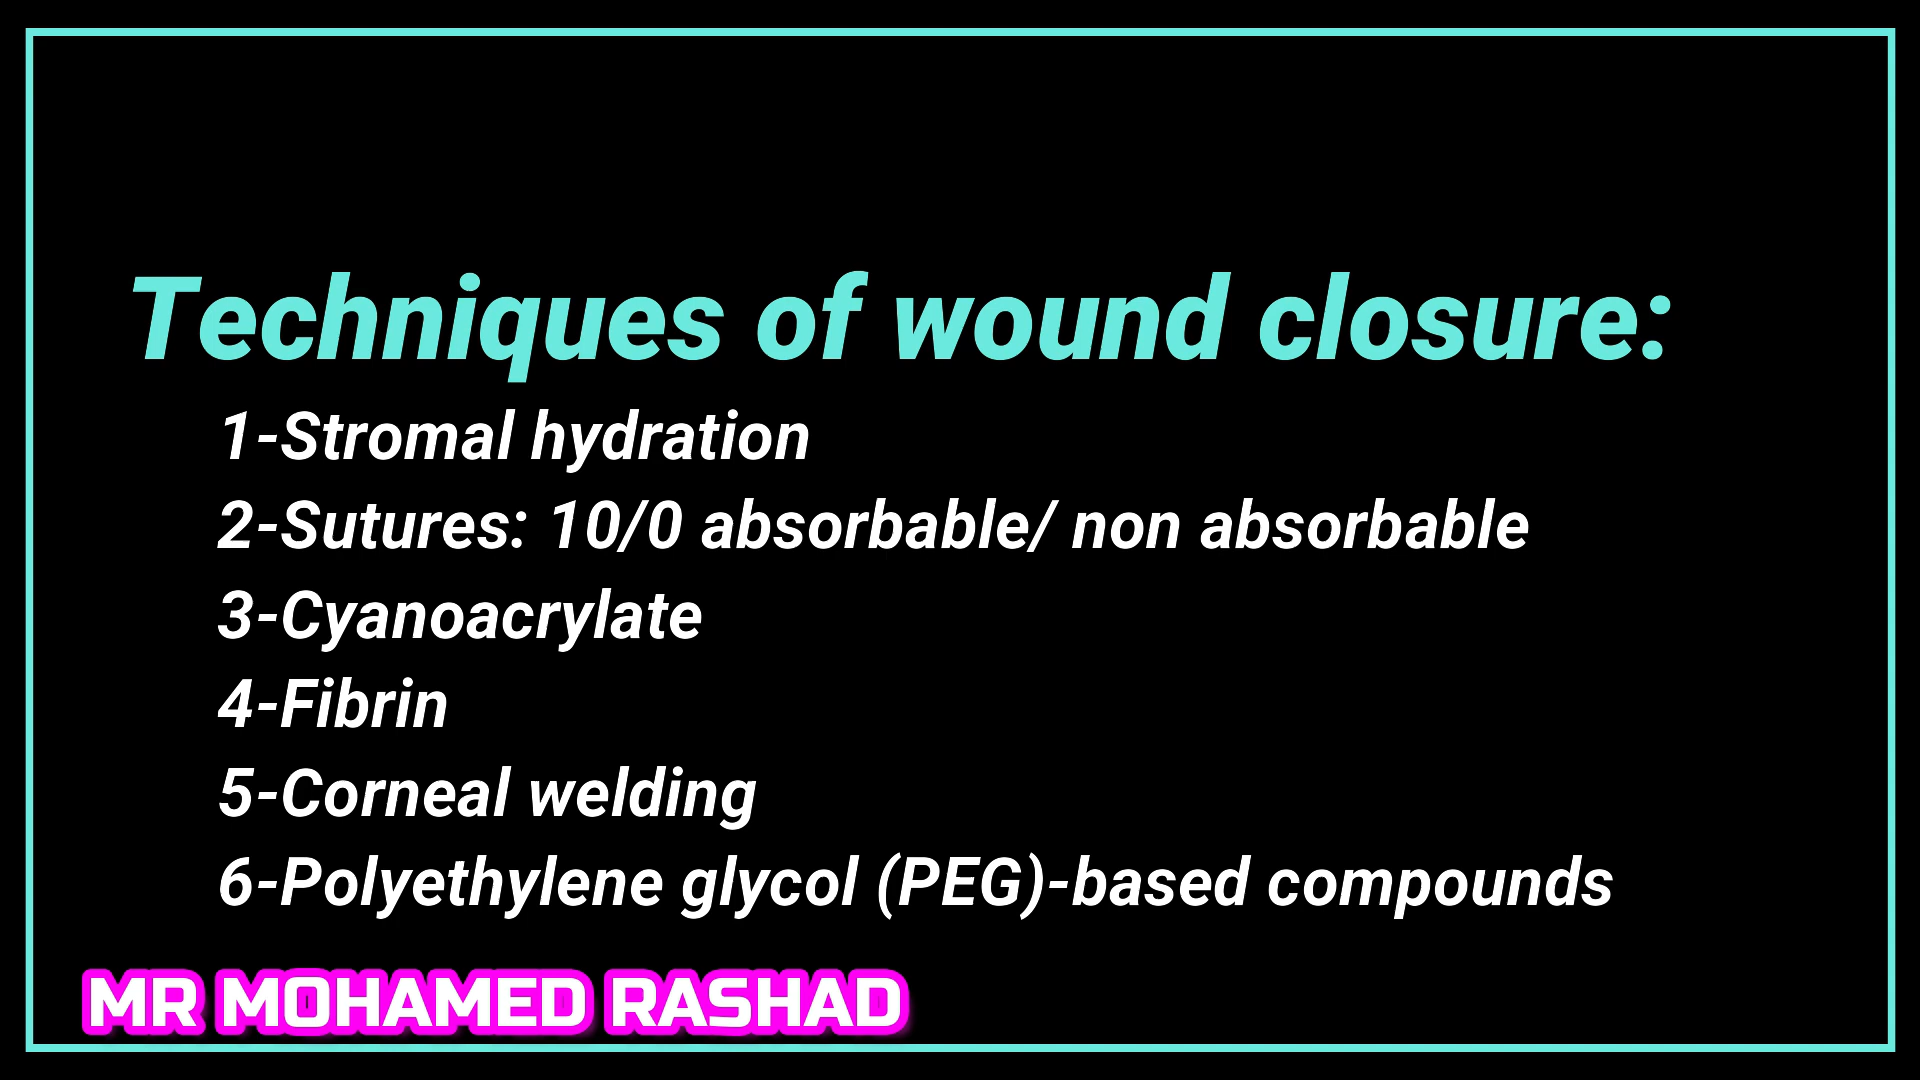 Techniques of wound closure:
1-Stromal hydration
2-Sutures: 10/0 absorbable/ non absorbable
3-Cyanoacrylate
4-Fibrin
5-Corneal welding
6-Polyethylene glycol (PEG)-based compounds
MR MOHAMED RASHAD